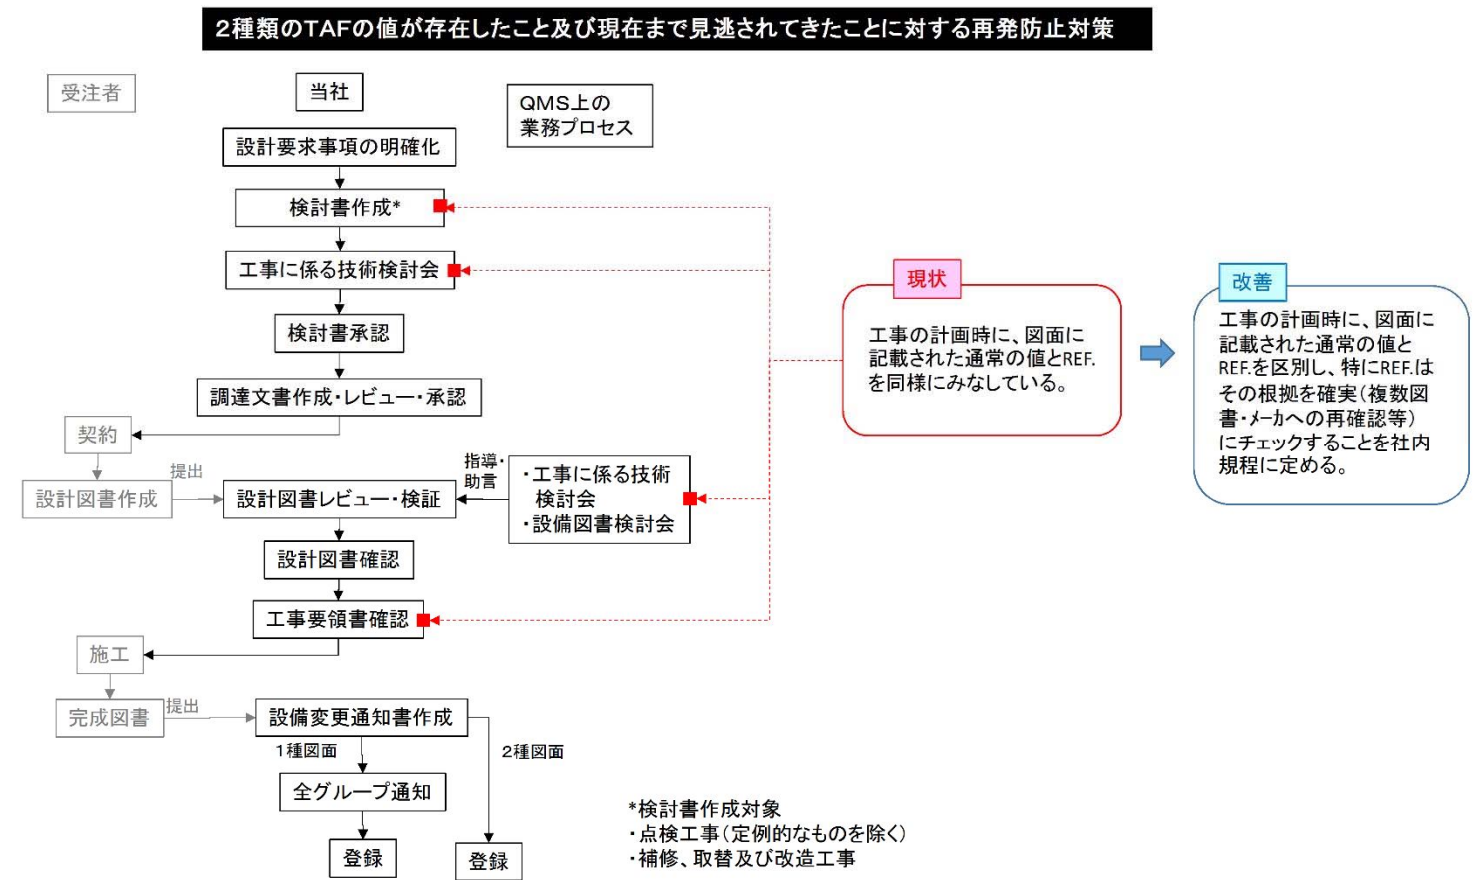 2種類のTAFの値が存在したこと及び現在まで見逃されてきたことに対する再発防止対策
受注者
当社
QMS上の
業務プロセス
設計要求事項の明確化
検討書作成*
工事に係る技術検討会
検討書承認
調達文書作成・レビュー・承認
契約
設計図書作成
提出
設計図書レビュー・検証
指導・
助言
・工事に係る技術
検討会
・設備図書検討会
設計図書確認
工事要領書確認
施工
完成図書
提出
設備変更通知書作成
1種図面
2種図面
全グループ通知
登録
登録
現状
工事の計画時に、図面に
記載された通常の値とREF.
を同様にみなしている。
改善
工事の計画時に、図面に
記載された通常の値と
REF.を区別し、特にREF.は
その根拠を確実(複数図
書・メーカへの再確認等)
にチェックすることを社内
規程に定める。
*検討書作成対象
・点検工事(定例的なものを除く)
・補修、取替及び改造工事